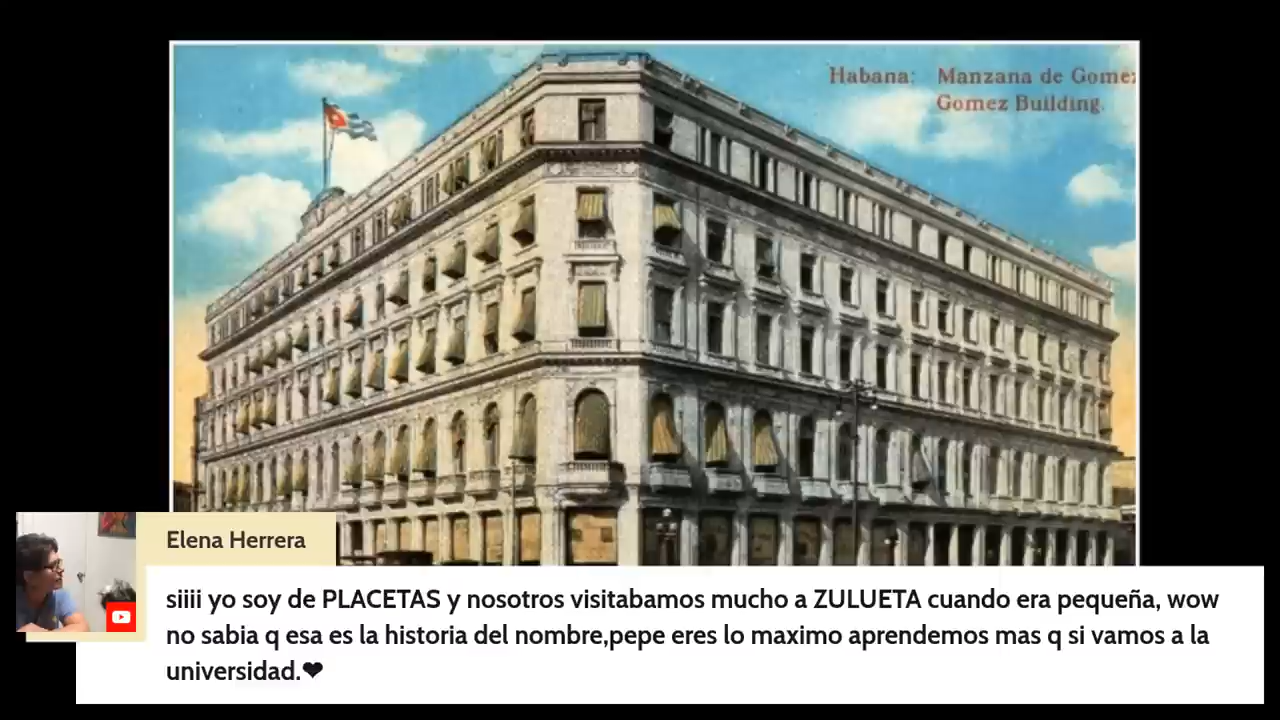 Habana: Manzana de Gomez
Gomez Building.
Elena Herrera
siiii yo soy de PLACETAS y nosotros visitabamos mucho a ZULUETA cuando era pequeña, wow
no sabia q esa es la historia del nombre,pepe eres lo maximo aprendemos mas q si vamos a la
universidad.❤